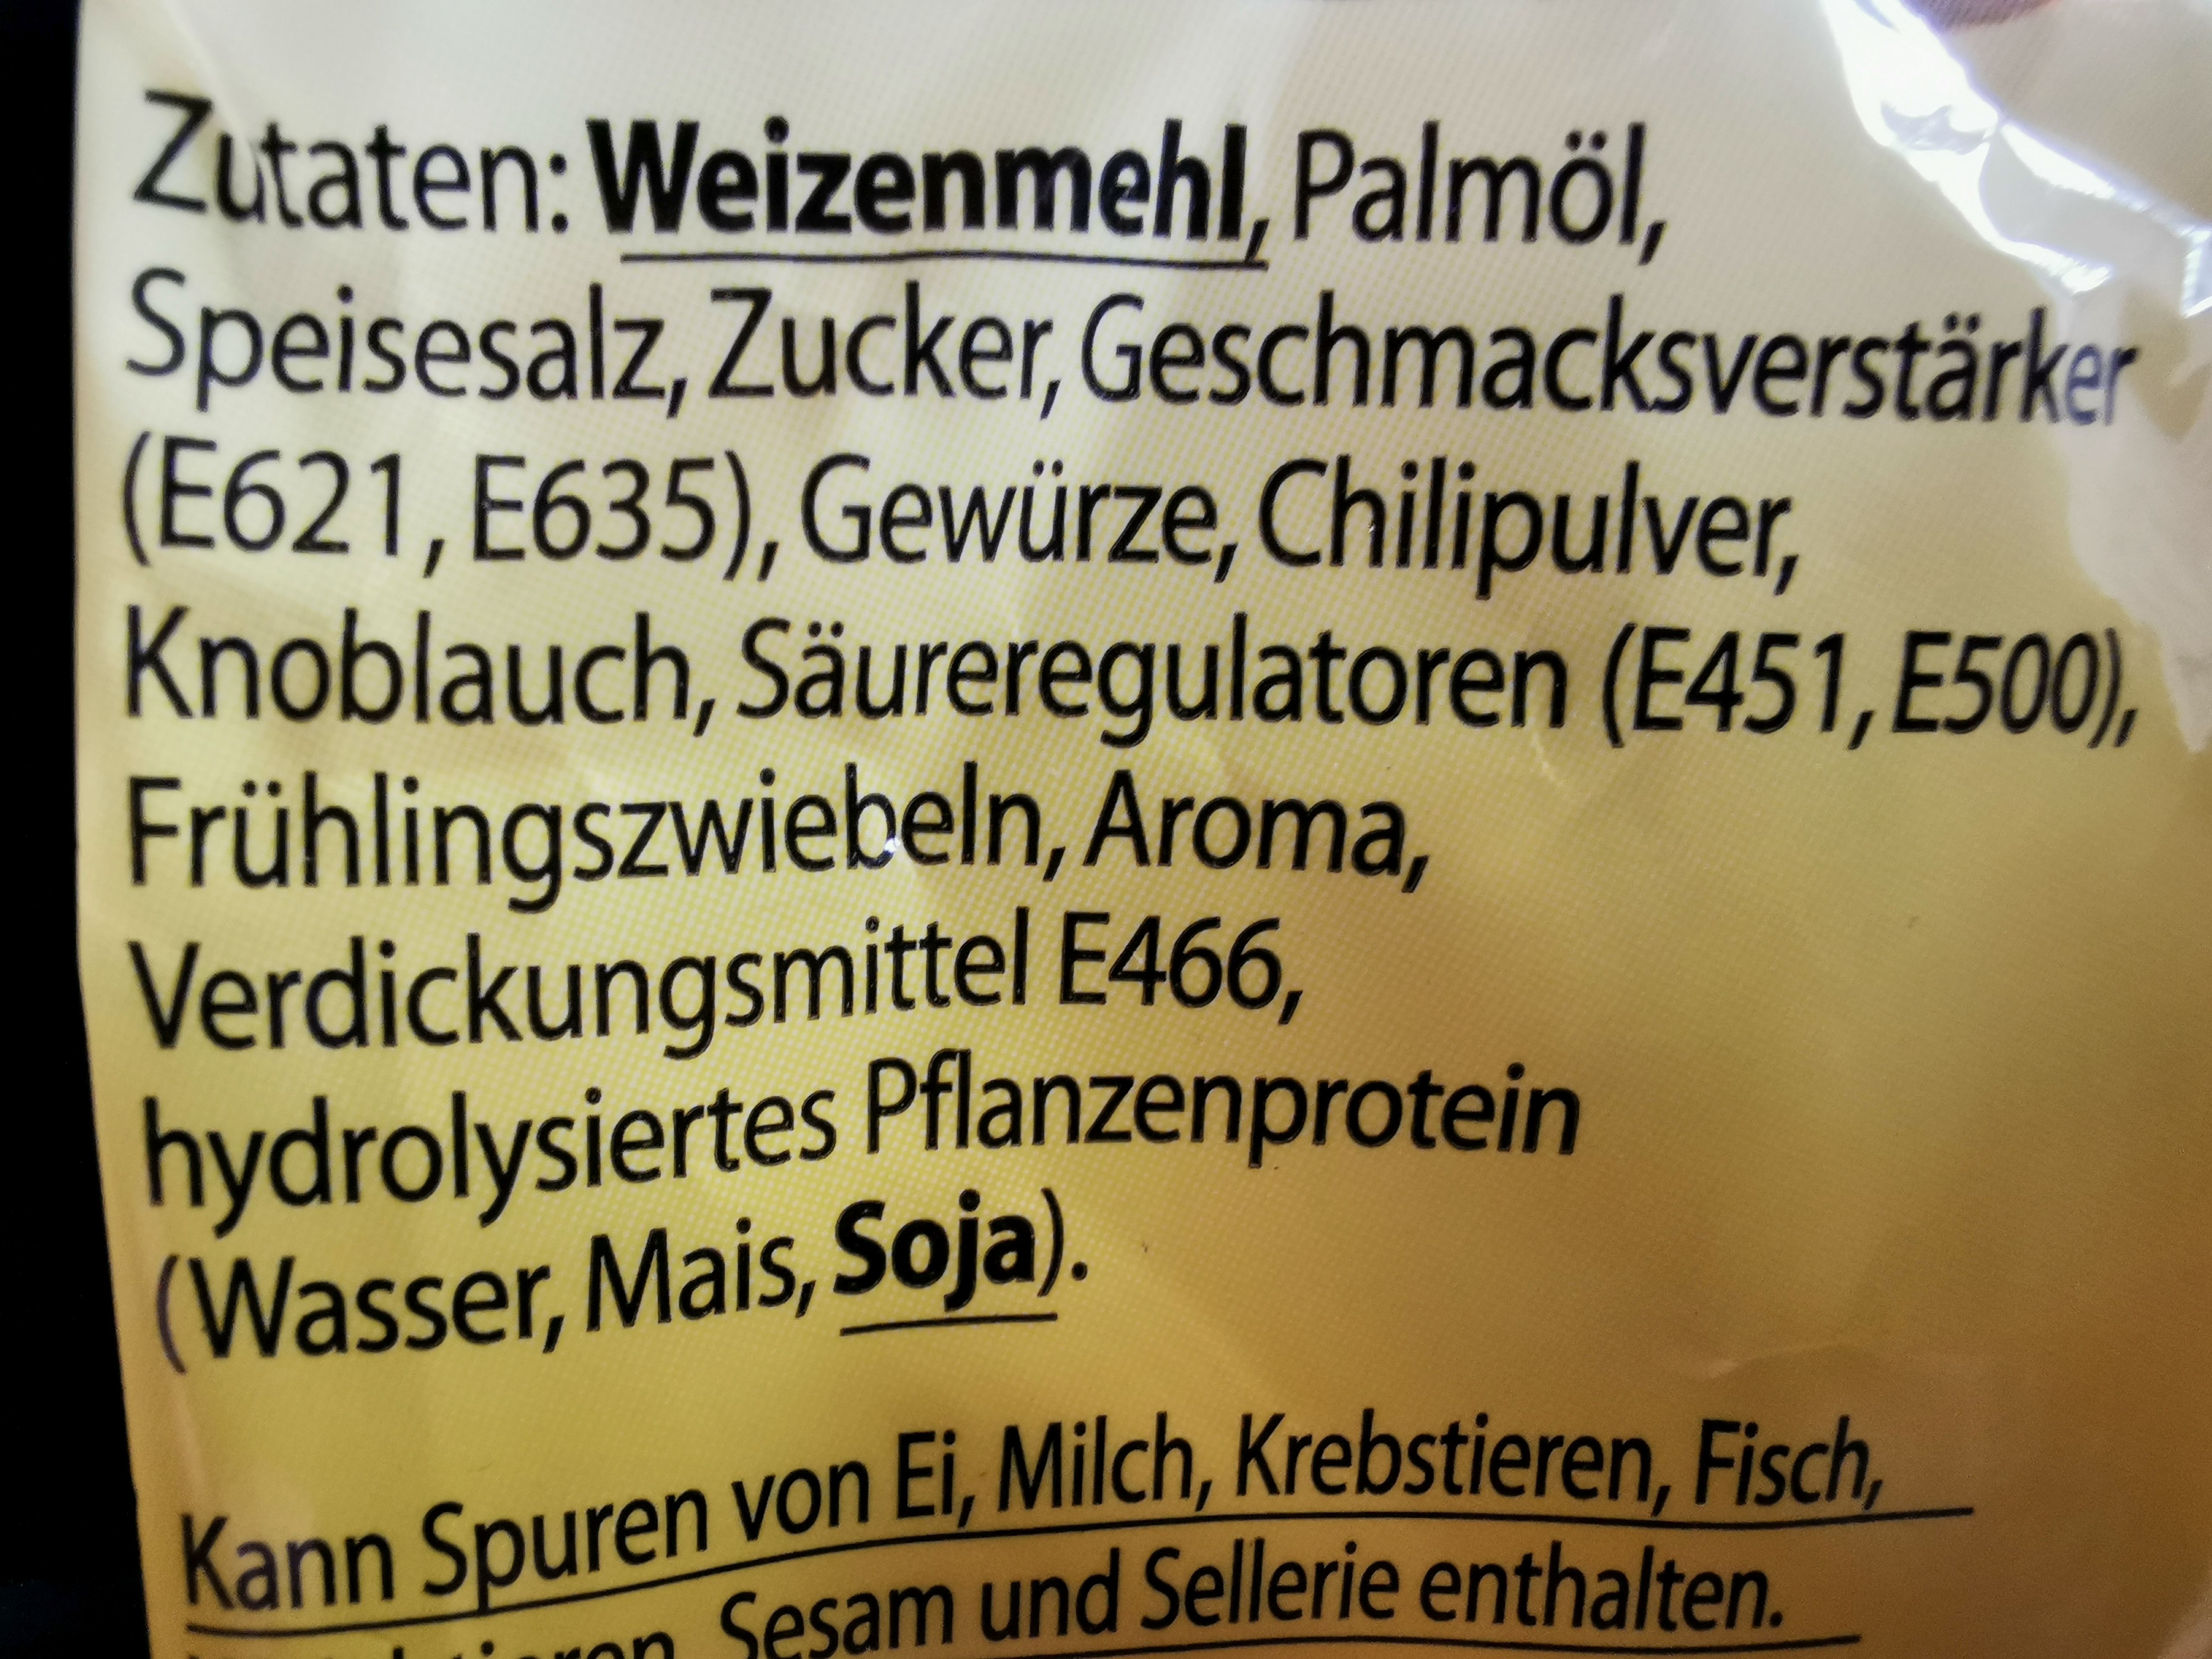 Zutaten: Weizenmehl, Palmöl,
Speisesalz, Zucker, Geschmacksverstärker
(E621, E635), Gewürze, Chilipulver,
Knoblauch, Säureregulatoren (E451, E500),
Frühlingszwiebeln, Aroma,
Verdickungsmittel E466,
hydrolysiertes Pflanzenprotein
(Wasser, Mais, Soja).
Kann Spuren von Ei, Milch, Krebstieren, Fisch,
Sesam und Sellerie enthalten.